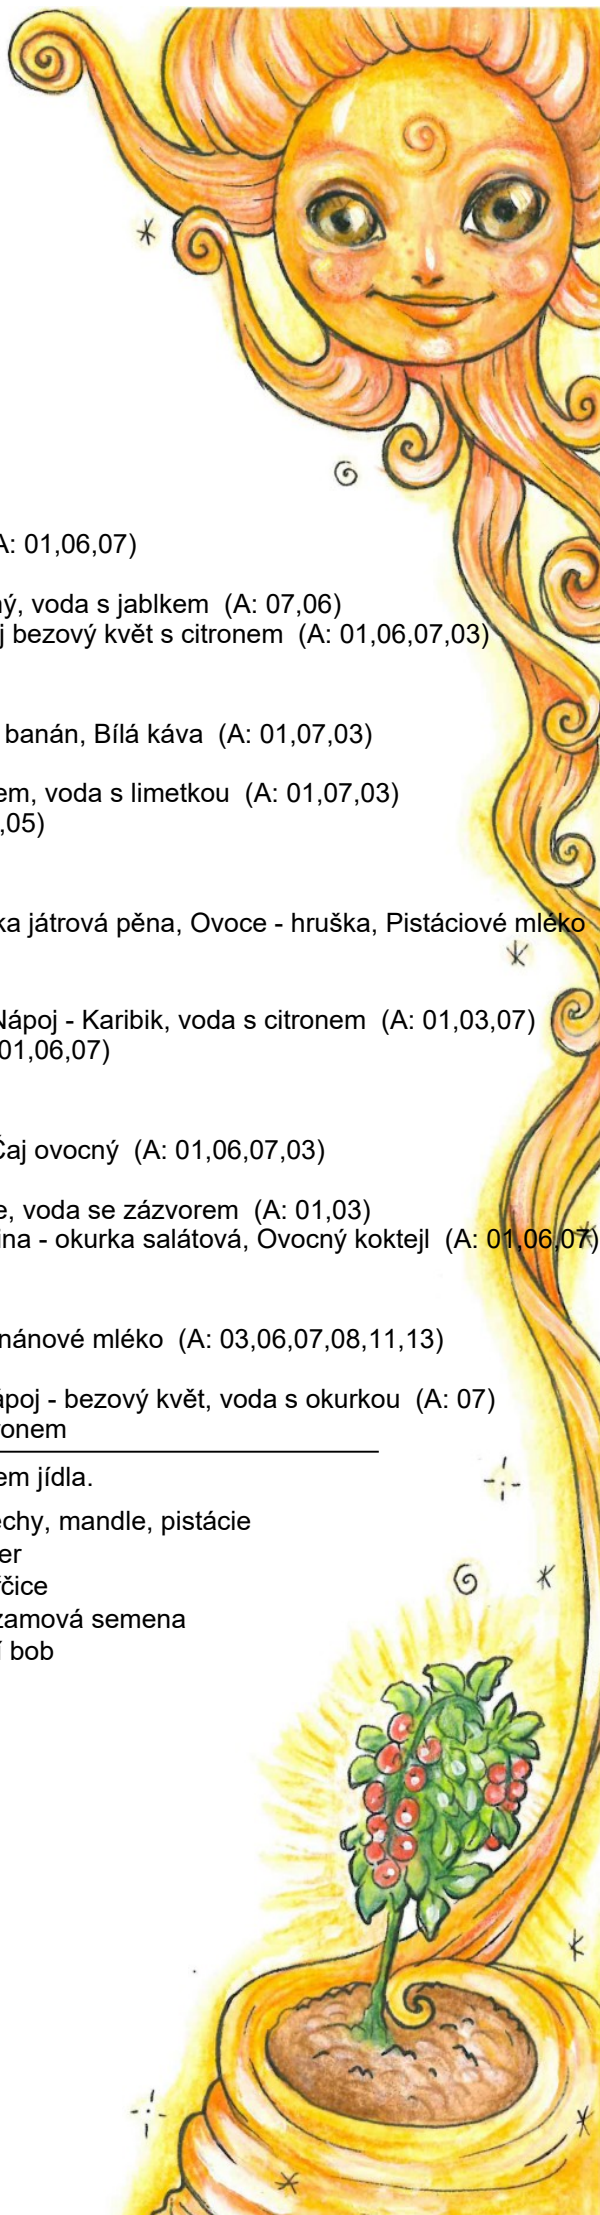 A: 01,06,07)
ý, voda s jablkem (A: 07,06)
j bezový květ s citronem (A: 01,06,07,03)
banán, Bílá káva (A: 01,07,03)
em, voda s limetkou (A: 01,07,03)
,05)
ka játrová pěna, Ovoce - hruška, Pistáciové mléko
Nápoj - Karibik, voda s citronem (A: 01,03,07)
01,06,07)
Čaj ovocný (A: 01,06,07,03)
e, voda se zázvorem (A: 01,03)
ina - okurka salátová, Ovocný koktejl (A: 01,06,07)
nánové mléko (A: 03,06,07,08,11,13)
ápoj - bezový květ, voda s okurkou (A: 07)
ronem
em jídla.
echy, mandle, pistácie
er
čice
zamová semena
í bob